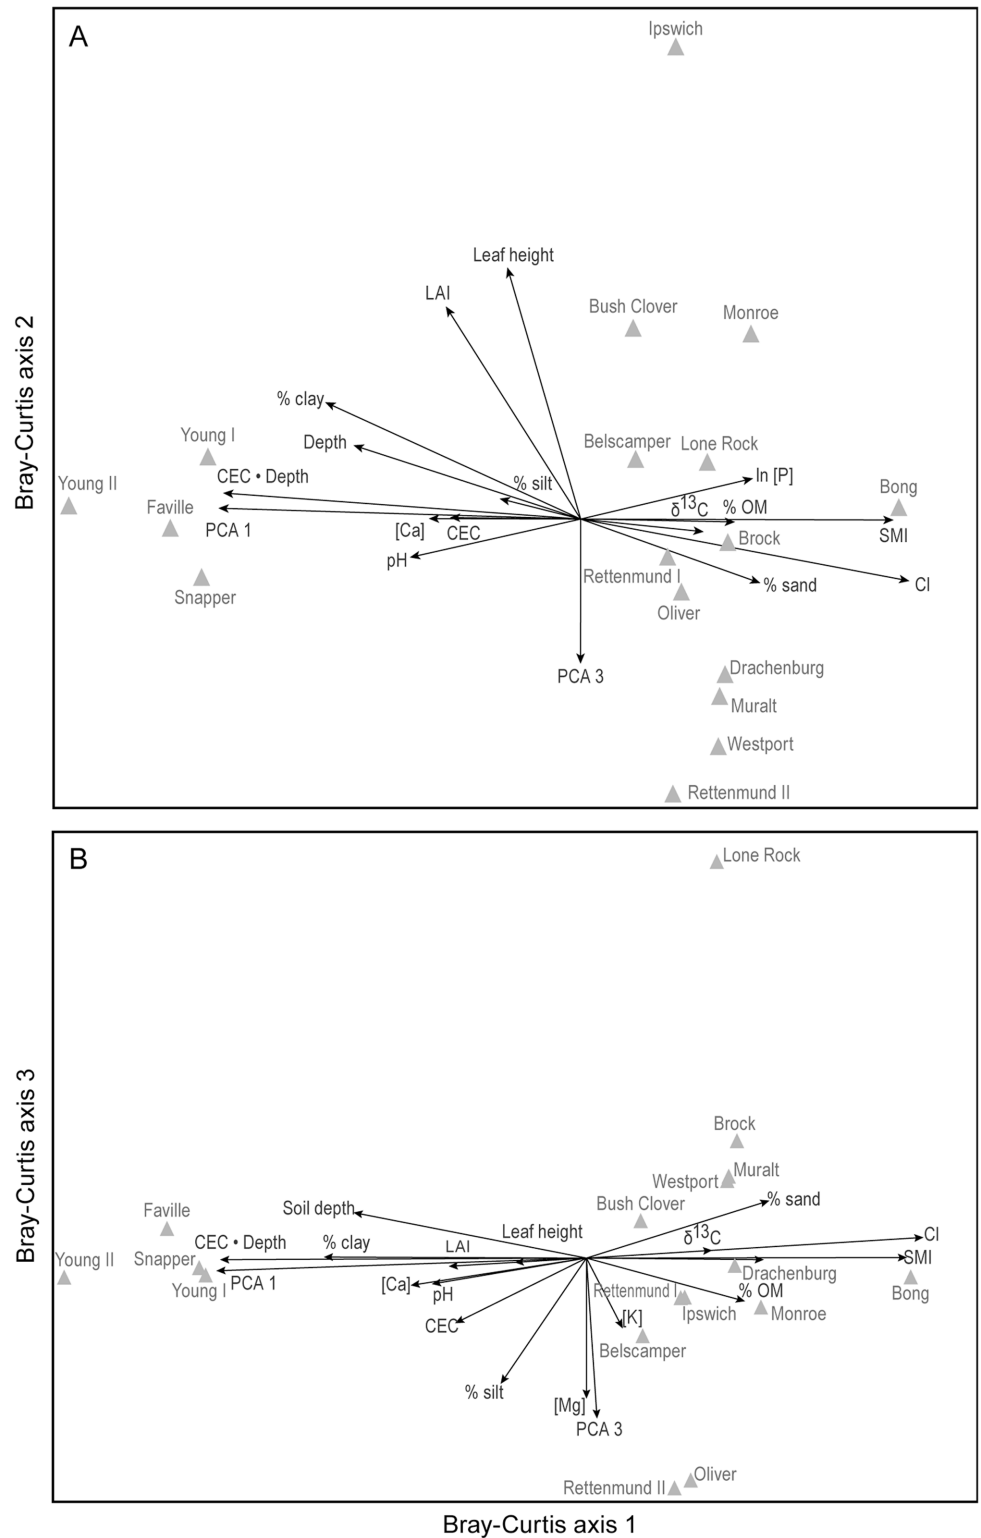 A
Ipswich
Leaf height
LAI
Bush Clover
Monroe
% clay
Depth
Young I
Belscamper
Lone Rock
CEC • Depth
% silt
ln [P]
Young II
Faville
Bong
δ13C
% OM
PCA 1
[Ca]
CEC
Brock
SMI
pH
Rettenmund I
% sand
CI
Snapper
Oliver
PCA 3
Drachenburg
Muralt
Westport
Rettenmund II
Bray-Curtis axis 2
B
Lone Rock
Brock
Muralt
Westport
% sand
Bush Clover
Faville
Soil depth
Leaf height
δ13C
CI
CEC • Depth
% clay
LAI
Young II
Snapper
SMI
Drachenburg
Young I
PCA 1
[Ca]
pH
Rettenmund I
% OM
Bong
Ipswich
Monroe
CEC
[K]
Belscamper
% silt
[Mg]
PCA 3
Oliver
Rettenmund II
Bray-Curtis axis 3
Bray-Curtis axis 1